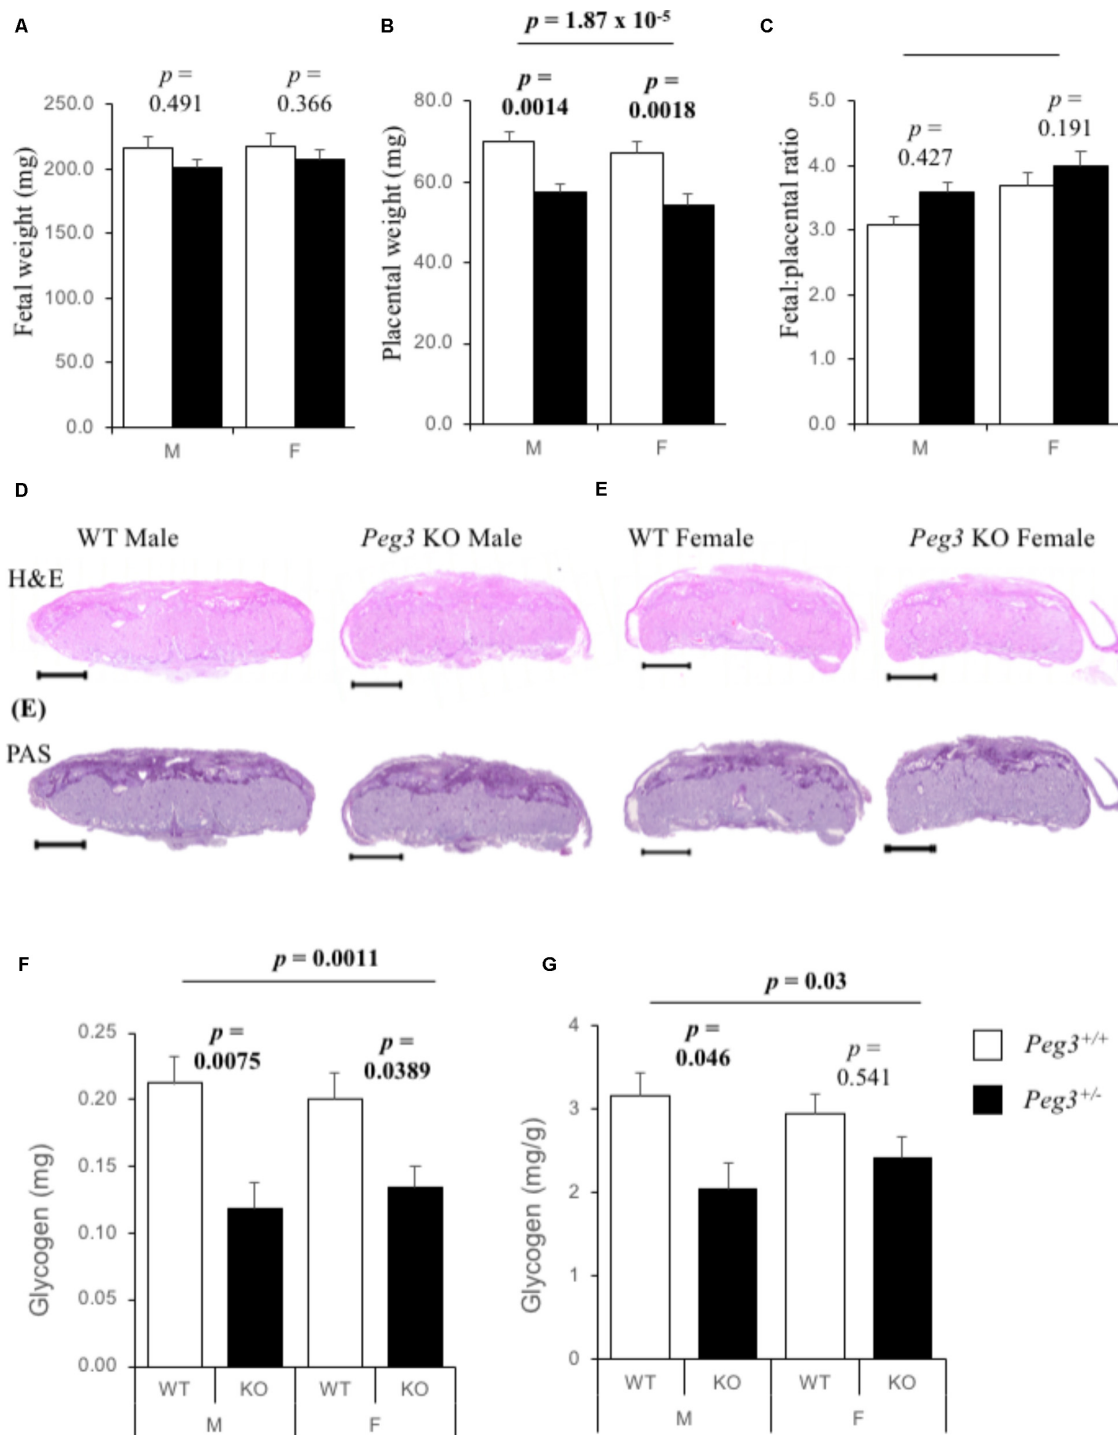 A
B
C
p = 1.87 x 10-5
p =
0.491
p =
0.366
p =
0.0014
p =
0.0018
p =
0.427
p =
0.191
Fetal weight (mg)
250.0
200.0
150.0
100.0
50.0
0.0
M
F
Placental weight (mg)
80.0
60.0
40.0
20.0
0.0
M
F
Fetal:placental ratio
5.0
4.0
3.0
2.0
1.0
0.0
M
F
D
E
WT Male
Peg3 KO Male
WT Female
Peg3 KO Female
H&E
(E)
PAS
F
p = 0.0011
p =
0.0075
p =
0.0389
Glycogen (mg)
0.25
0.20
0.15
0.10
0.05
0.00
WT
KO
WT
KO
M
F
G
p = 0.03
p =
0.046
p =
0.541
Glycogen (mg/g)
4
3
2
1
0
WT
KO
WT
KO
M
F
Peg3+/+
Peg3+/-